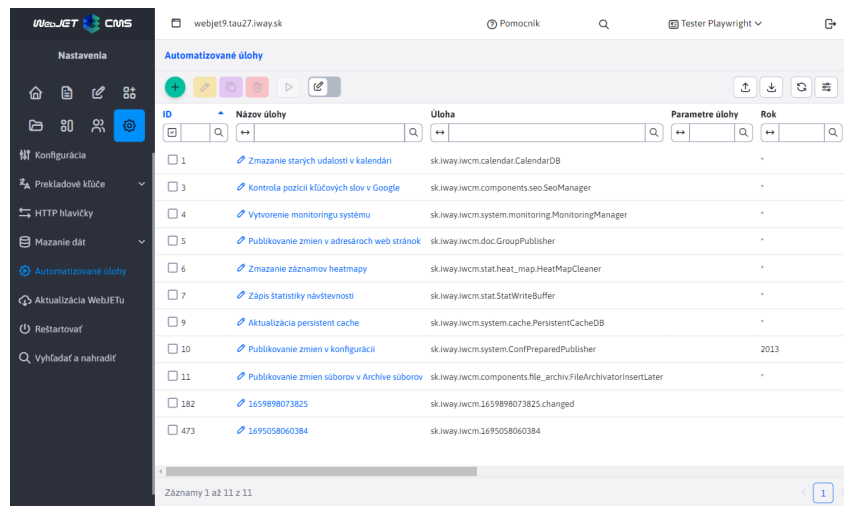 WebJET CMS
webjet9.tau27.iway.sk
Pomocník
Tester Playwright
Nastavenia
Konfigurácia
Prekladové kľúče
HTTP hlavičky
Mazanie dát
Automatizované úlohy
Aktualizácia WebJETu
Reštartovať
Vyhľadať a nahradiť
Automatizované úlohy
ID Názov úlohy Úloha Parametre úlohy Rok
1 Zmazanie starých udalostí v kalendári sk.iway.iwcm.calendar.CalendarDB *
3 Kontrola pozícií kľúčových slov v Google sk.iway.iwcm.components.seo.SeoManager *
4 Vytvorenie monitoringu systému sk.iway.iwcm.system.monitoring.MonitoringManager *
5 Publikovanie zmien v adresároch web stránok sk.iway.iwcm.doc.GroupPublisher *
6 Zmazanie záznamov heatmapy sk.iway.iwcm.stat.heat_map.HeatMapCleaner *
7 Zápis štatistiky návštevnosti sk.iway.iwcm.stat.StatWriteBuffer *
9 Aktualizácia persistent cache sk.iway.iwcm.system.cache.PersistentCacheDB *
10 Publikovanie zmien v konfigurácii sk.iway.iwcm.system.ConfPreparedPublisher 2013
11 Publikovanie zmien súborov v Archíve súborov sk.iway.iwcm.components.file_archiv.FileArchivatorInsertLater *
182 1659898073825 sk.iway.iwcm.1659898073825.changed
473 1695058060384 sk.iway.iwcm.1695058060384
Záznamy 1 až 11 z 11
1